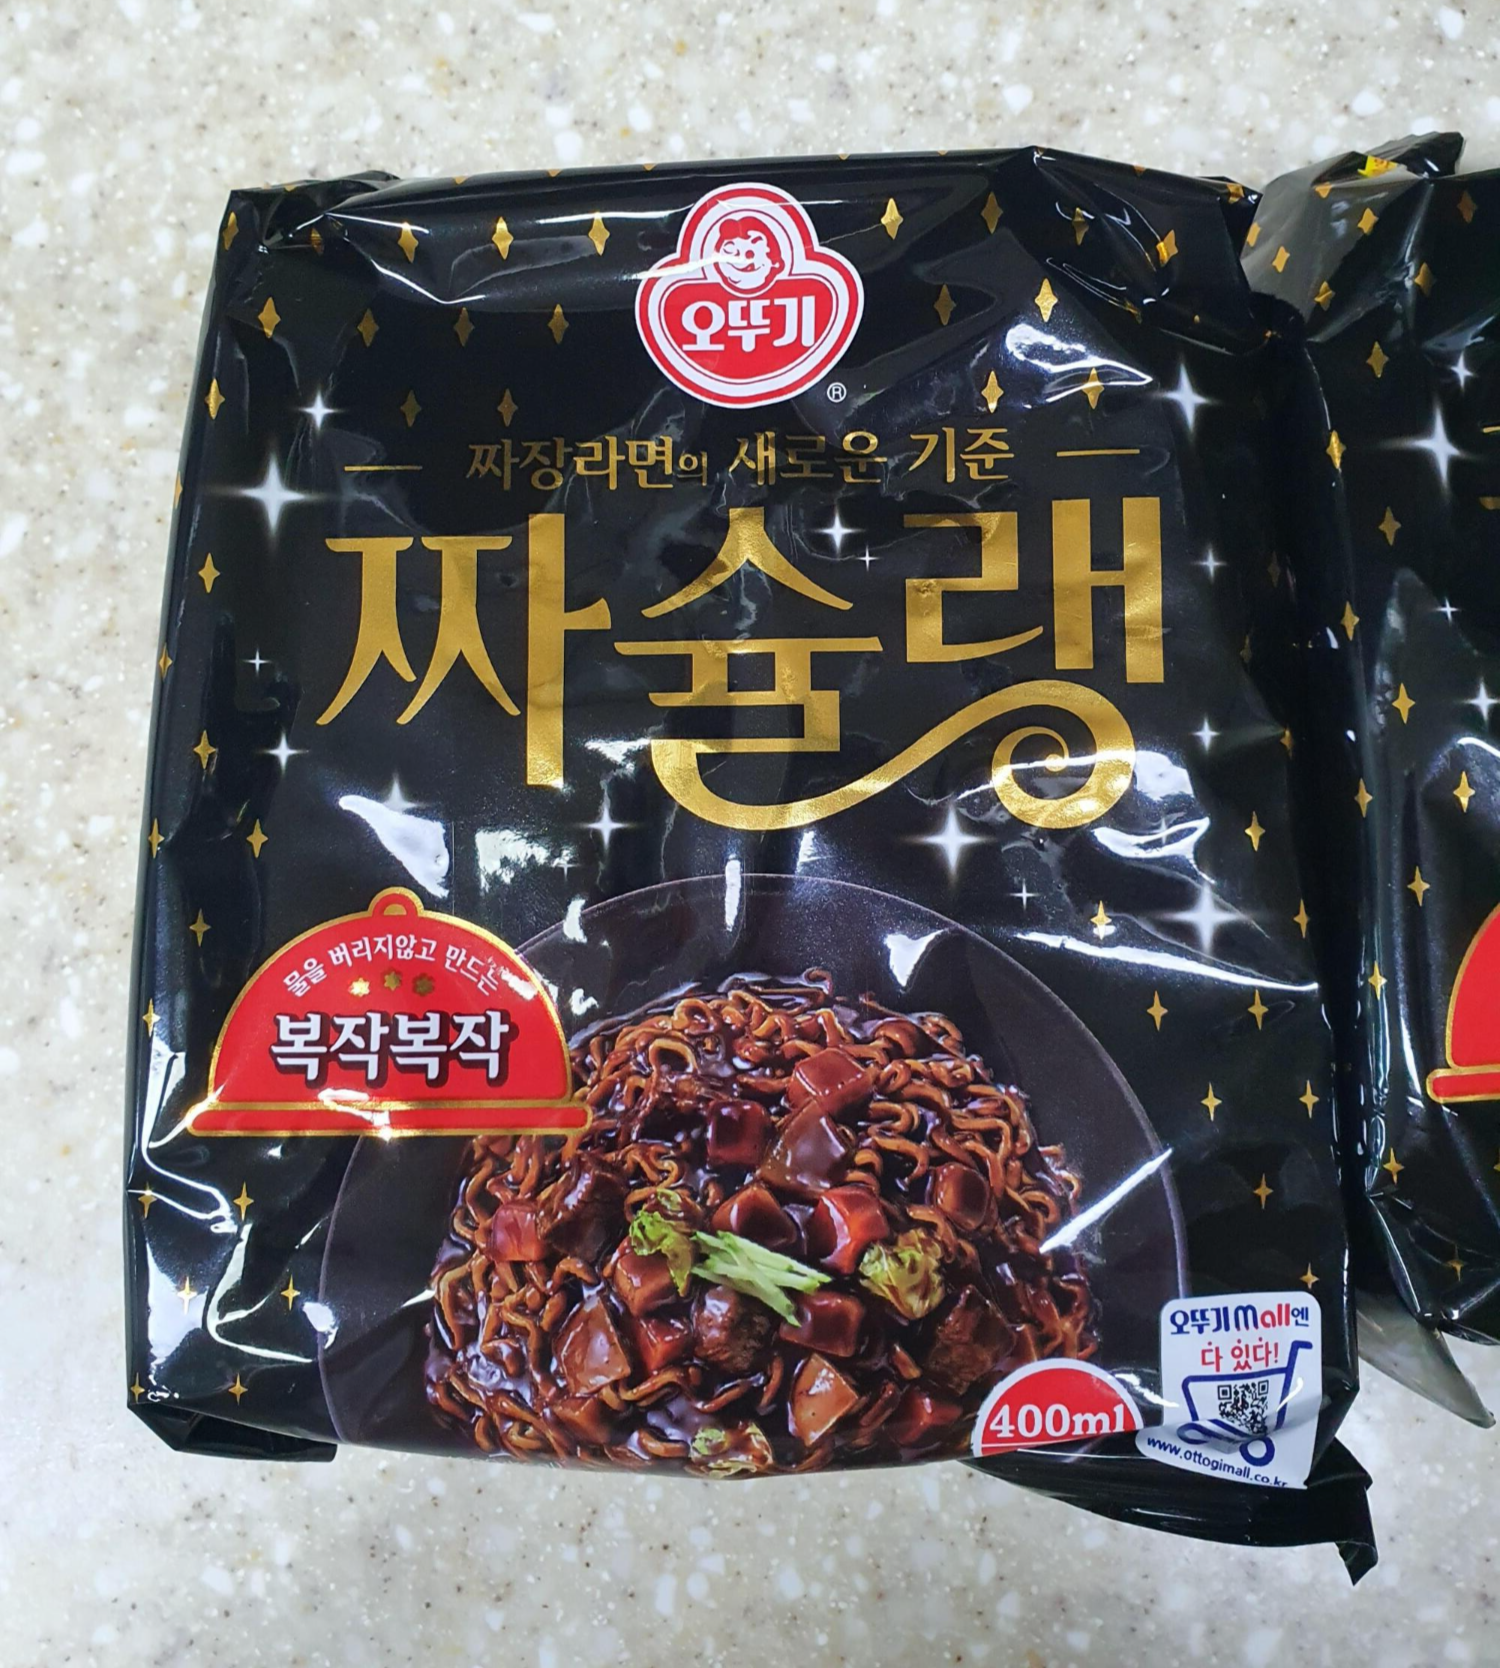 오뚜기
®
짜장라면의 새로운 기준
짜슐랭
물을 버리지않고 만드는
복작복작
400ml
오뚜기mall엔
다 있다!
www.ottogimall.co.kr